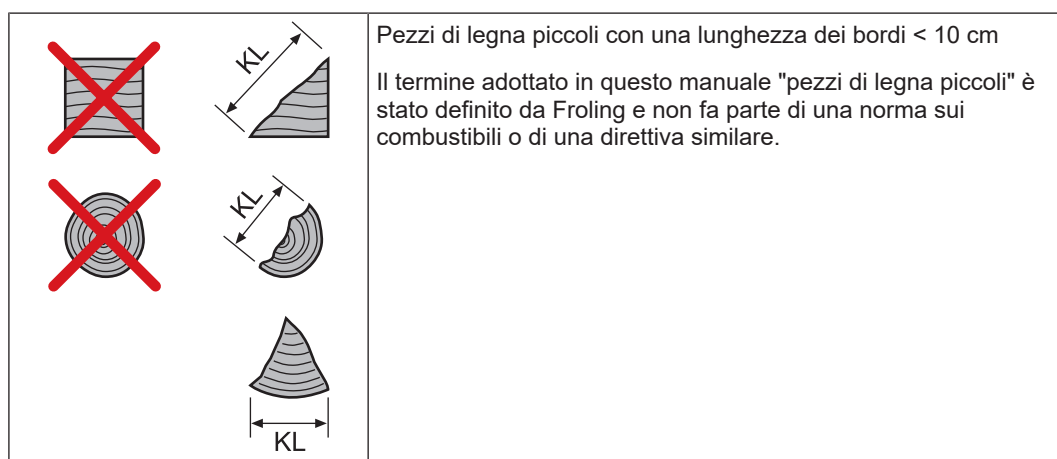 KL
Pezzi di legna piccoli con una lunghezza dei bordi < 10 cm
Il termine adottato in questo manuale "pezzi di legna piccoli" è
stato definito da Froling e non fa parte di una norma sui
combustibili o di una direttiva similare.
KL
KL